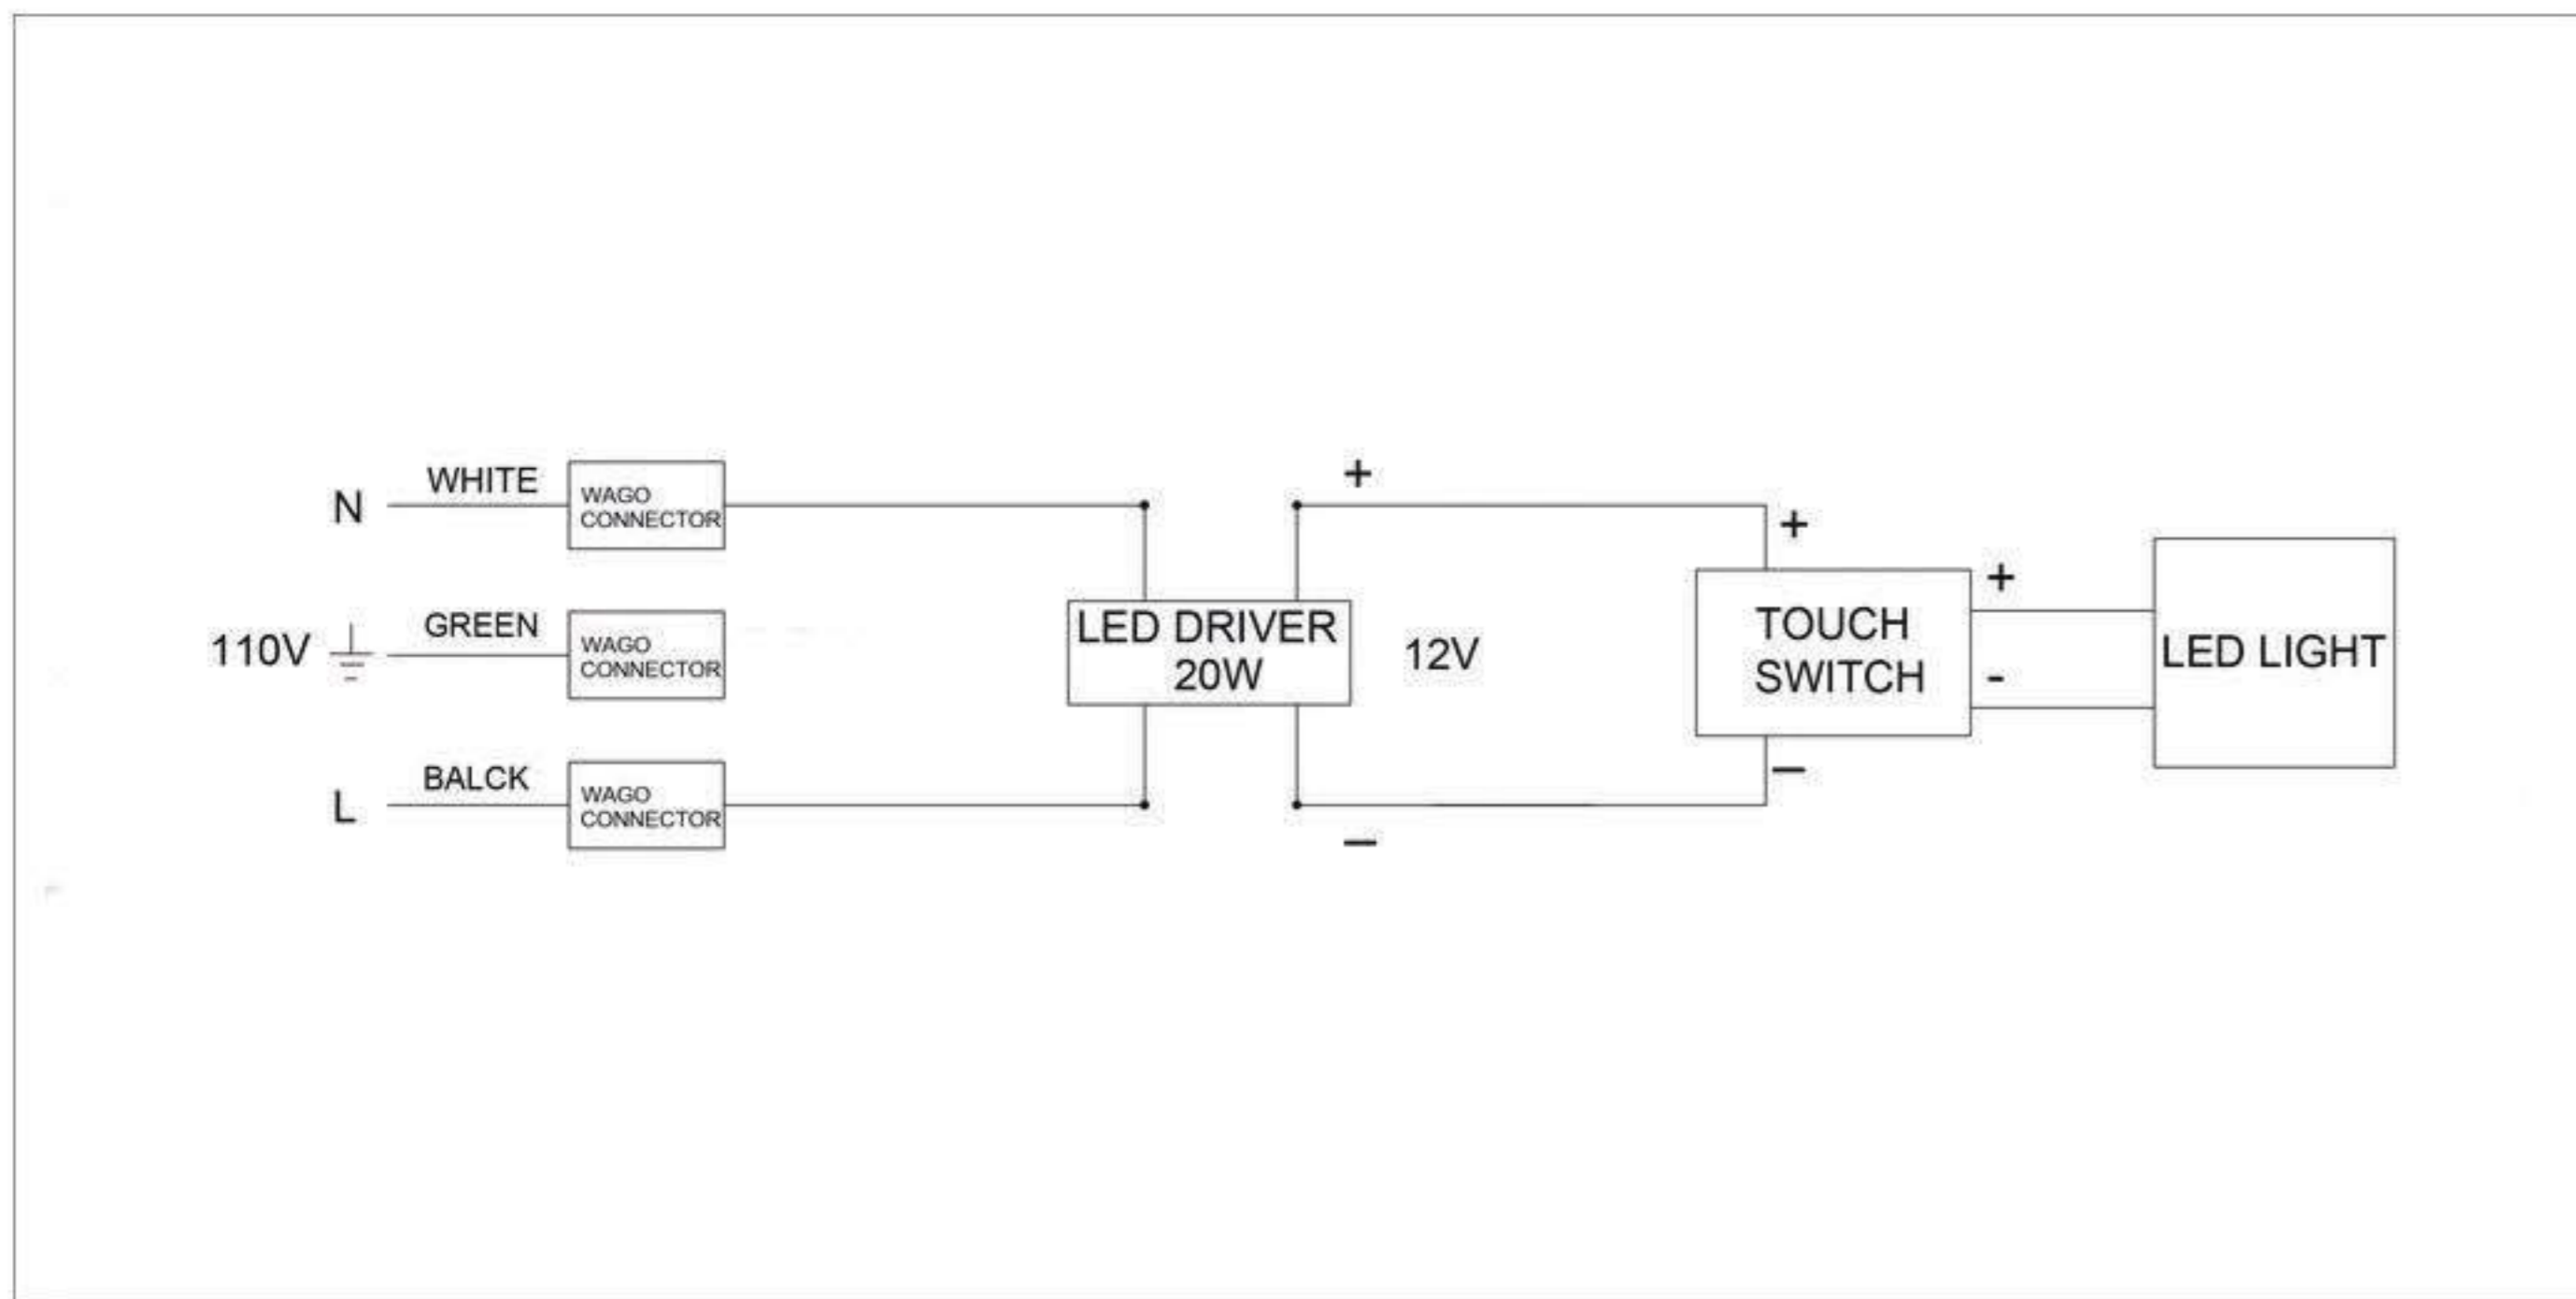 N
WHITE
WAGO
CONNECTOR
110V
GREEN
WAGO
CONNECTOR
L
BALCK
WAGO
CONNECTOR
LED DRIVER
20W
+
12V
–
+
TOUCH
SWITCH
–
+
-
LED LIGHT